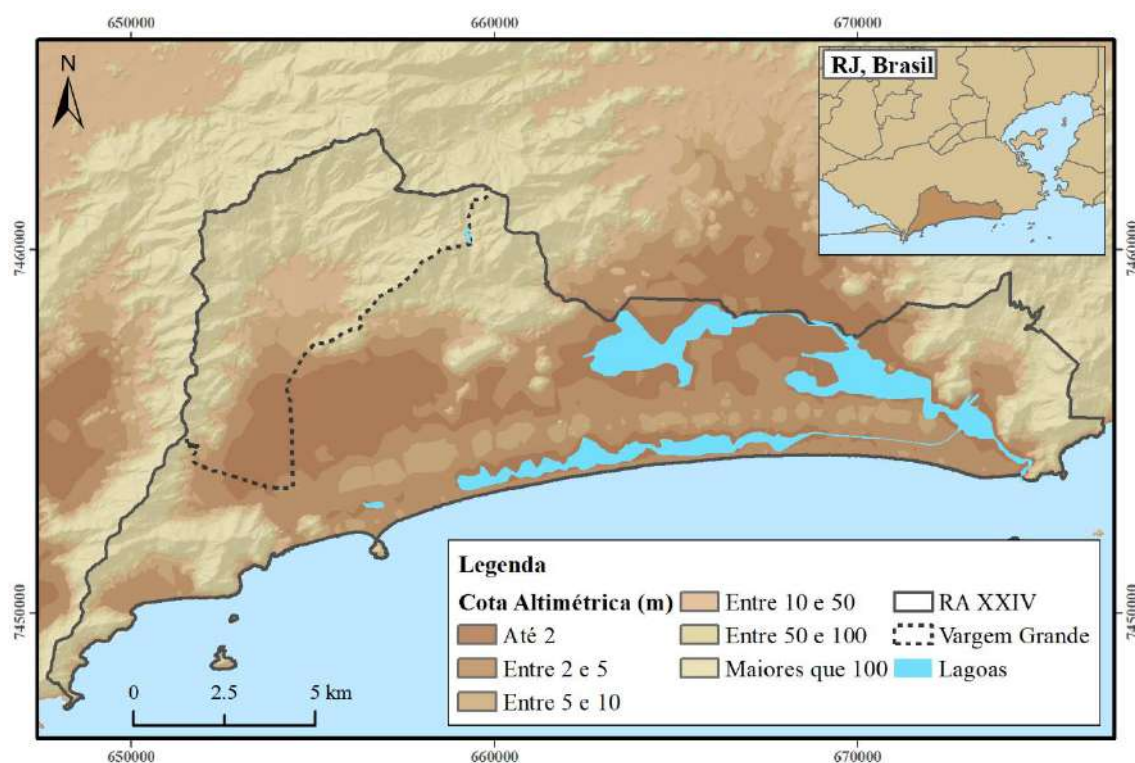 650000 660000 670000
N
RJ, Brasil
7460000 7460000
Legenda
Cota Altimétrica (m)
Até 2
Entre 2 e 5
Entre 5 e 10
Entre 10 e 50
Entre 50 e 100
Maiores que 100
RA XXIV
Vargem Grande
Lagoas
7450000 7450000
0 2.5 5 km
650000 660000 670000